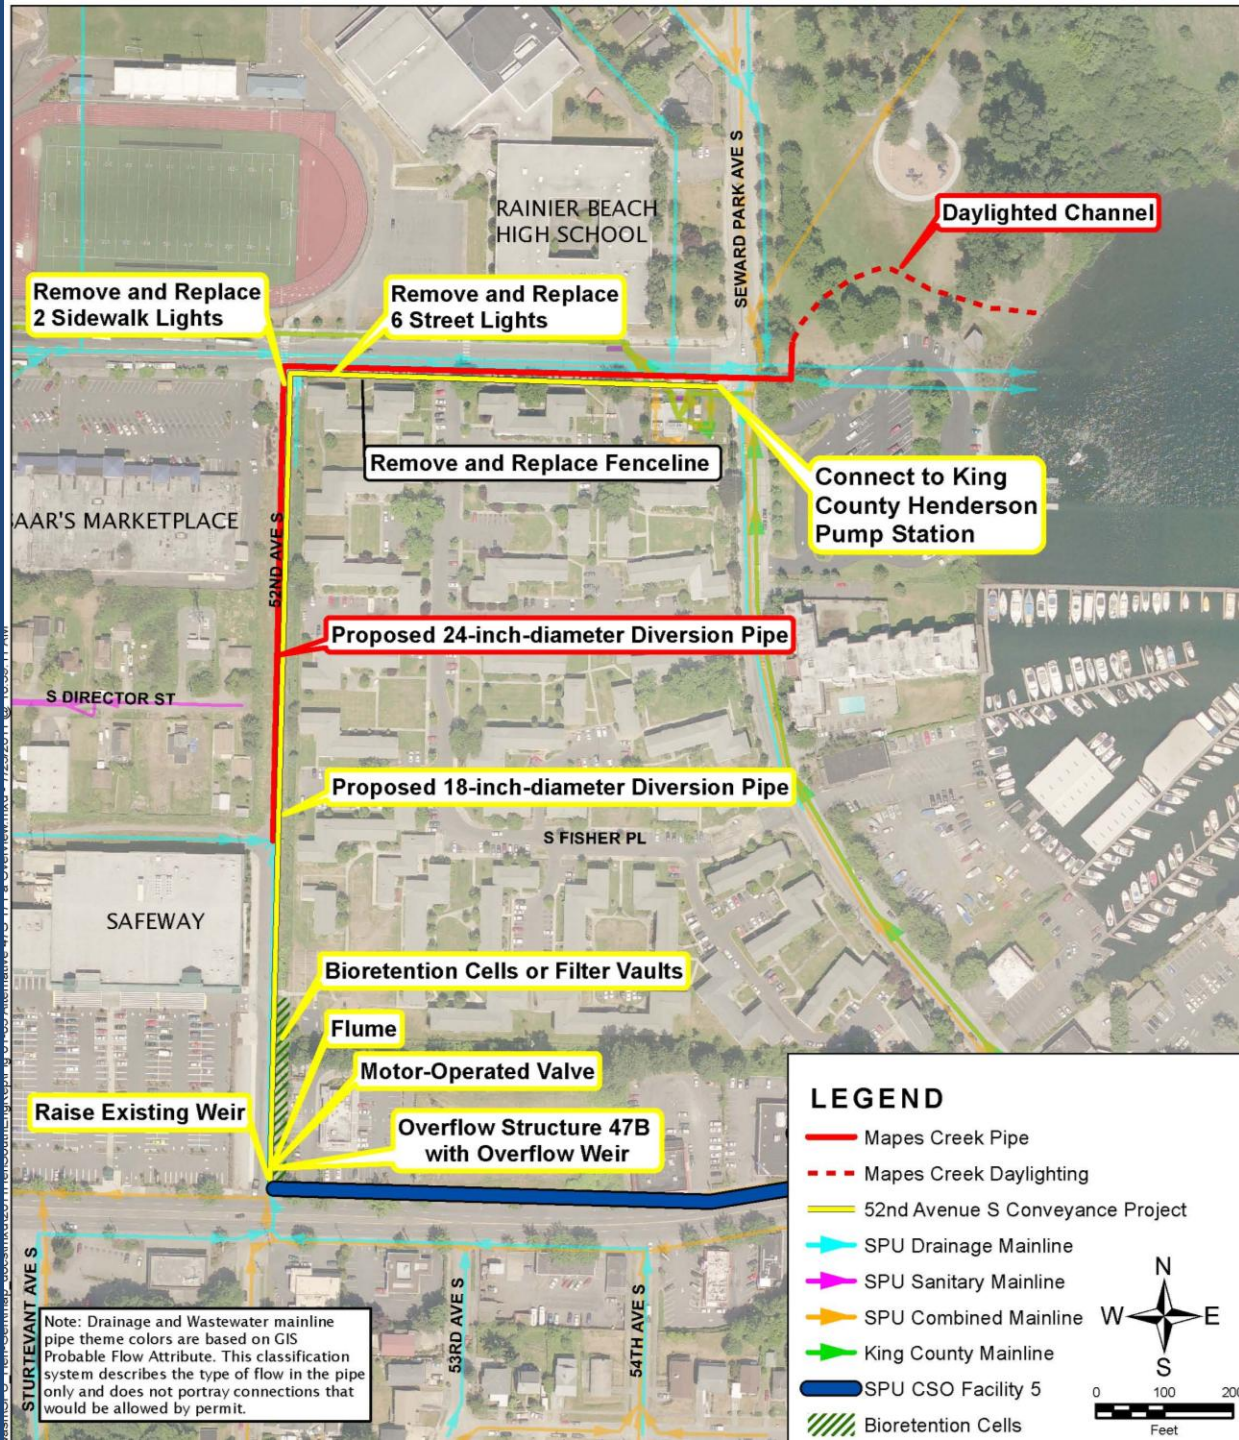 SEWARD PARK AVE S
RAINIER BEACH
HIGH SCHOOL
Daylighted Channel
Remove and Replace
2 Sidewalk Lights
Remove and Replace
6 Street Lights
Remove and Replace Fenceline
Connect to King
County Henderson
Pump Station
AAR'S MARKETPLACE
52ND AVE S
Proposed 24-inch-diameter Diversion Pipe
S DIRECTOR ST
Proposed 18-inch-diameter Diversion Pipe
S FISHER PL
SAFEWAY
Bioretention Cells or Filter Vaults
Flume
Motor-Operated Valve
Raise Existing Weir
Overflow Structure 47B
with Overflow Weir
STURTEVANT AVE S
53RD AVE S
54TH AVE S
Note: Drainage and Wastewater mainline
pipe theme colors are based on GIS
Probable Flow Attribute. This classification
system describes the type of flow in the pipe
only and does not portray connections that
would be allowed by permit.
LEGEND
Mapes Creek Pipe
Mapes Creek Daylighting
52nd Avenue S Conveyance Project
SPU Drainage Mainline
SPU Sanitary Mainline
SPU Combined Mainline
King County Mainline
SPU CSO Facility 5
Bioretention Cells
N
W E
S
0 100 200
Feet